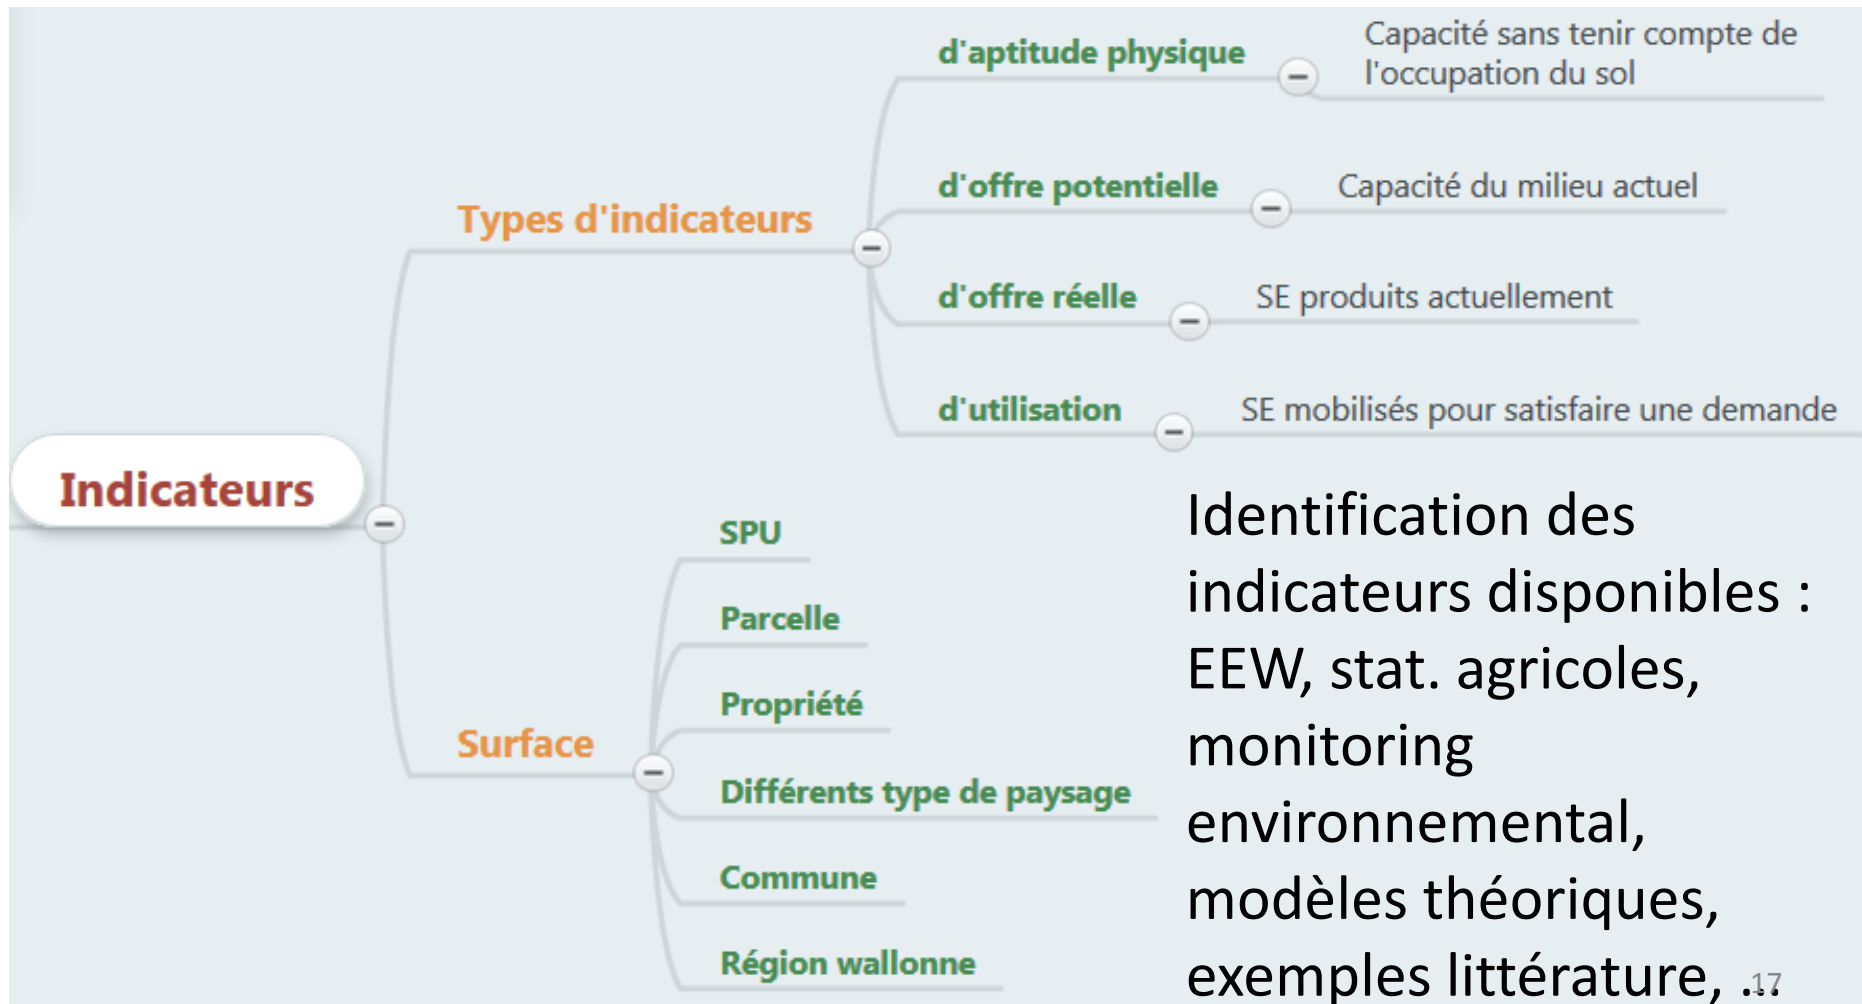 Indicateurs
Types d'indicateurs
d'aptitude physique
Capacité sans tenir compte de
l'occupation du sol
d'offre potentielle
Capacité du milieu actuel
d'offre réelle
SE produits actuellement
d'utilisation
SE mobilisés pour satisfaire une demande
Surface
SPU
Parcelle
Propriété
Différents type de paysage
Commune
Région wallonne
Identification des
indicateurs disponibles :
EEW, stat. agricoles,
monitoring
environnemental,
modèles théoriques,
exemples littérature, ...
17